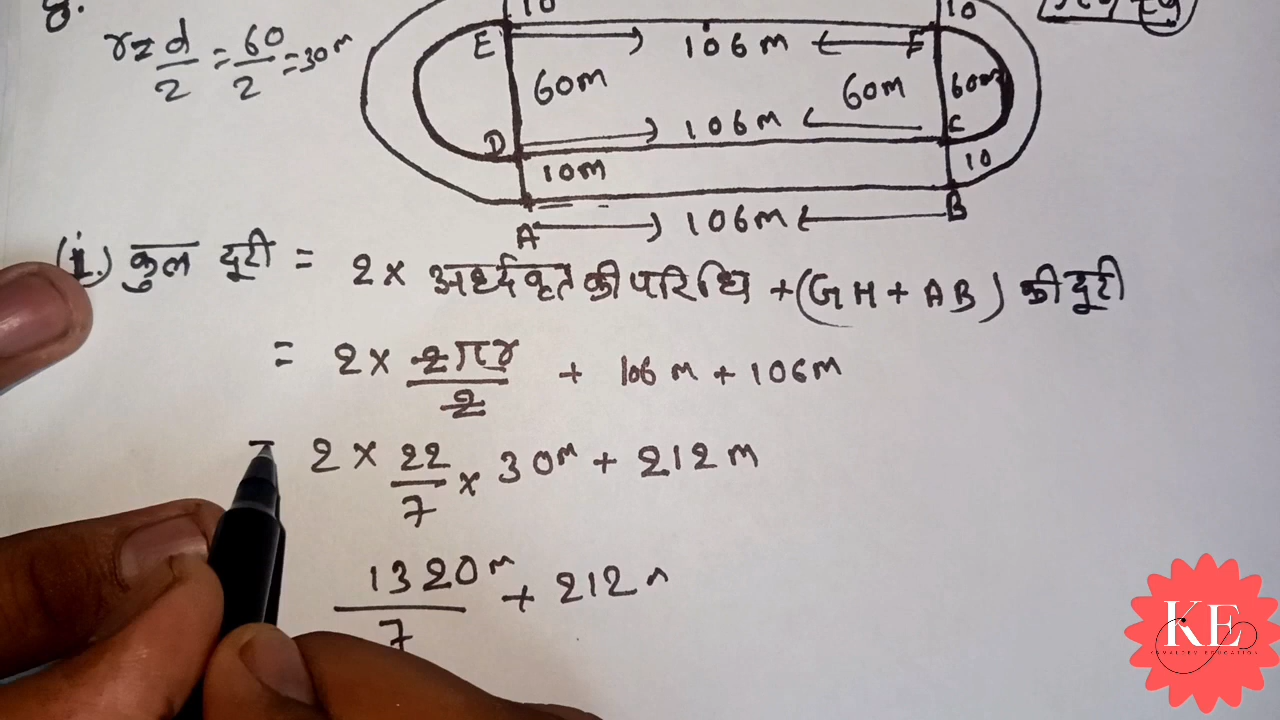 8.
r = d/2 = 60/2 = 30m
10
10
E
106m
F
60m
60m
60m
D
106m
C
10m
10
A
106m
B
(i.) कुल दूरी = 2 × अर्धवृत की परिधि + (GH + AB) की दूरी
= 2 × 2πr/2 + 106m + 106m
= 2 × 22/7 × 30m + 212m
1320m/7 + 212m
KE